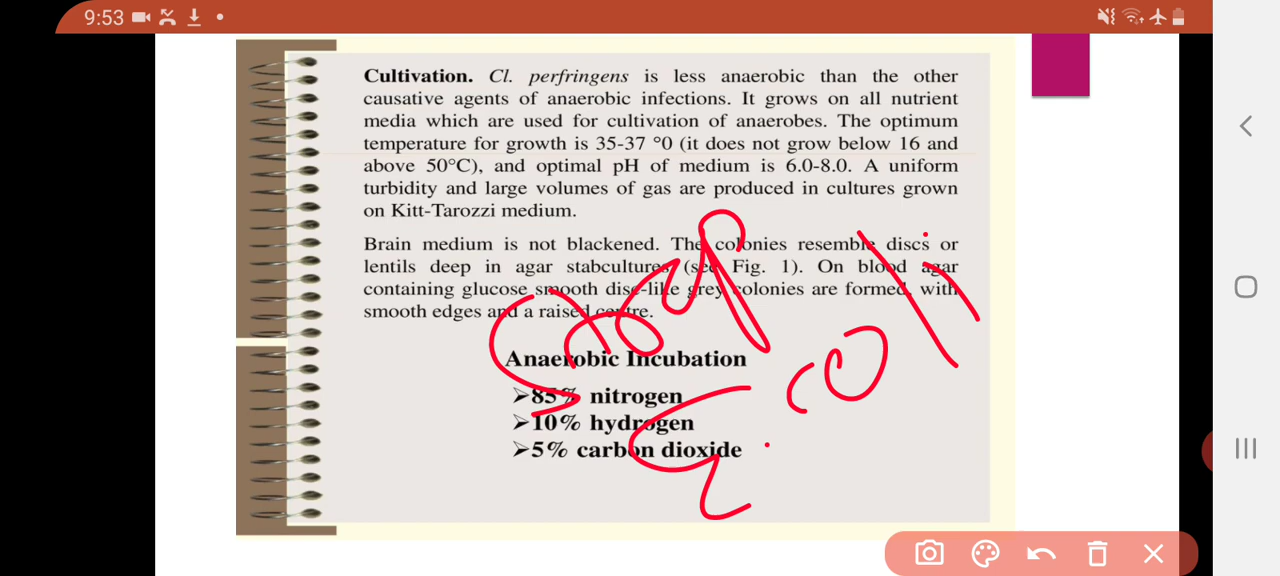 9:53
Cultivation. Cl. perfringens is less anaerobic than the other
causative agents of anaerobic infections. It grows on all nutrient
media which are used for cultivation of anaerobes. The optimum
temperature for growth is 35-37 °0 (it does not grow below 16 and
above 50°C), and optimal pH of medium is 6.0-8.0. A uniform
turbidity and large volumes of gas are produced in cultures grown
on Kitt-Tarozzi medium.
Brain medium is not blackened. The colonies resemble discs or
lentils deep in agar stabcultures (see Fig. 1). On blood agar
containing glucose smooth disc-like grey colonies are formed, with
smooth edges and a raised centre.
Stap
Anaerobic Incubation
➢85% nitrogen
➢10% hydrogen
➢5% carbon dioxide
E. coli